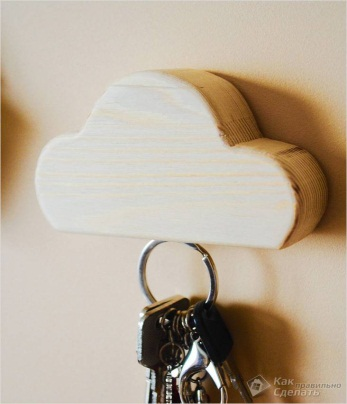 Как правильно
Сделать